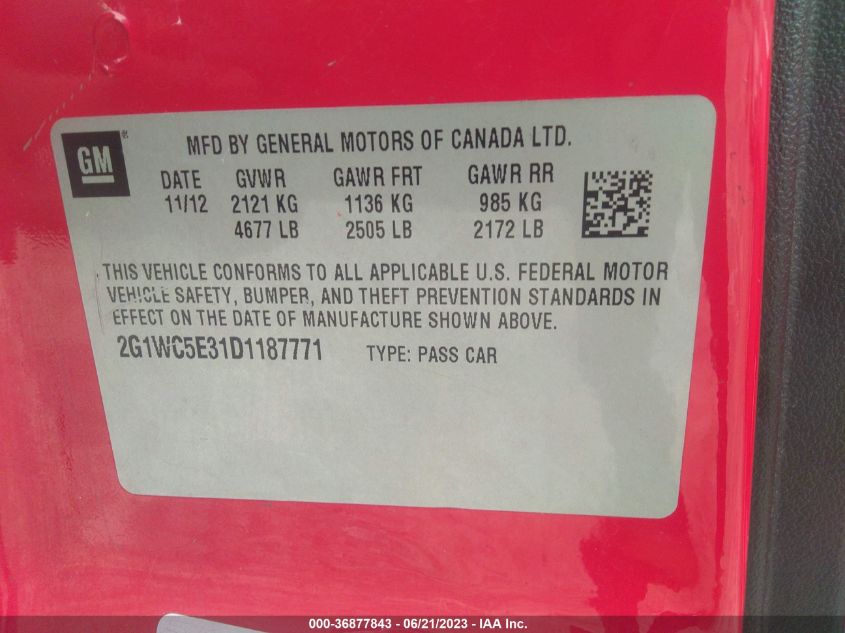 GM
MFD BY GENERAL MOTORS OF CANADA LTD.
DATE GVWR GAWR FRT GAWR RR
11/12 2121 KG 1136 KG 985 KG
4677 LB 2505 LB 2172 LB
THIS VEHICLE CONFORMS TO ALL APPLICABLE U.S. FEDERAL MOTOR
VEHICLE SAFETY, BUMPER, AND THEFT PREVENTION STANDARDS IN
EFFECT ON THE DATE OF MANUFACTURE SHOWN ABOVE.
2G1WC5E31D1187771 TYPE: PASS CAR
000-36877843 - 06/21/2023 - IAA Inc.